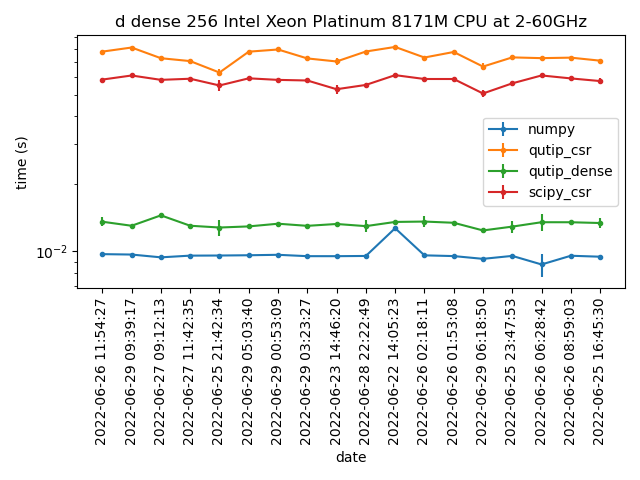 d dense 256 Intel Xeon Platinum 8171M CPU at 2-60GHz
time (s)
10⁻²
numpy
qutip_csr
qutip_dense
scipy_csr
2022-06-26 11:54:27
2022-06-29 09:39:17
2022-06-27 09:12:13
2022-06-27 11:42:35
2022-06-25 21:42:34
2022-06-29 05:03:40
2022-06-29 00:53:09
2022-06-29 03:23:27
2022-06-23 14:46:20
2022-06-28 22:22:49
2022-06-22 14:05:23
2022-06-26 02:18:11
2022-06-26 01:53:08
2022-06-29 06:18:50
2022-06-25 23:47:53
2022-06-26 06:28:42
2022-06-26 08:59:03
2022-06-25 16:45:30
date